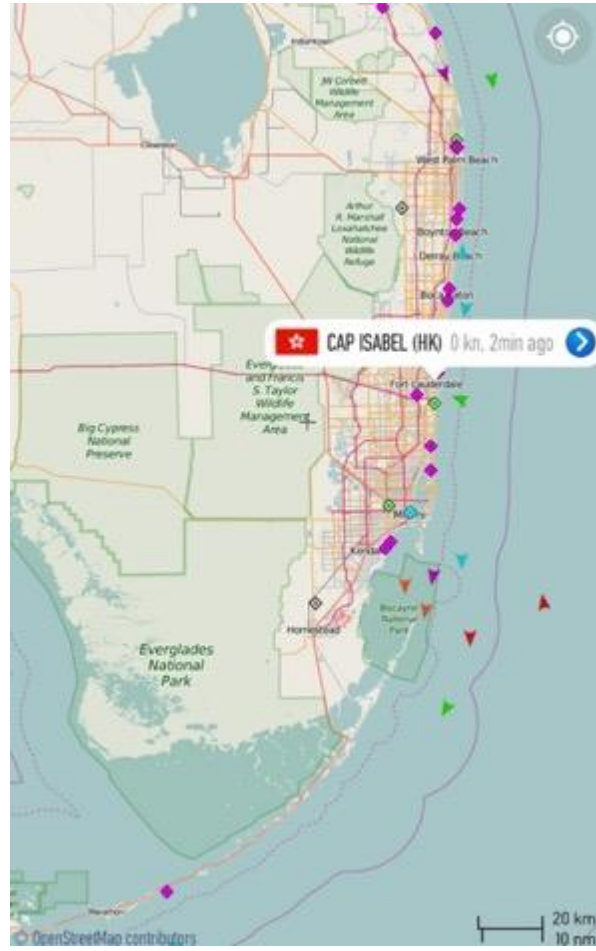 Indiantown
JW Corbett
Wildlife
Management
Area
Clewiston
West Palm Beach
Arthur
R. Marshall
Loxahatchee
National
Wildlife
Refuge
Boynton Beach
Delray Beach
Boca Raton
CAP ISABEL (HK) 0 kn, 2min ago
Everglades
and Francis
S. Taylor
Wildlife
Management
Area
Fort Lauderdale
Big Cypress
National
Preserve
Miami
Kendall
Biscayne
National
Park
Homestead
Everglades
National
Park
Marathon
20 km
10 nm
© OpenStreetMap contributors